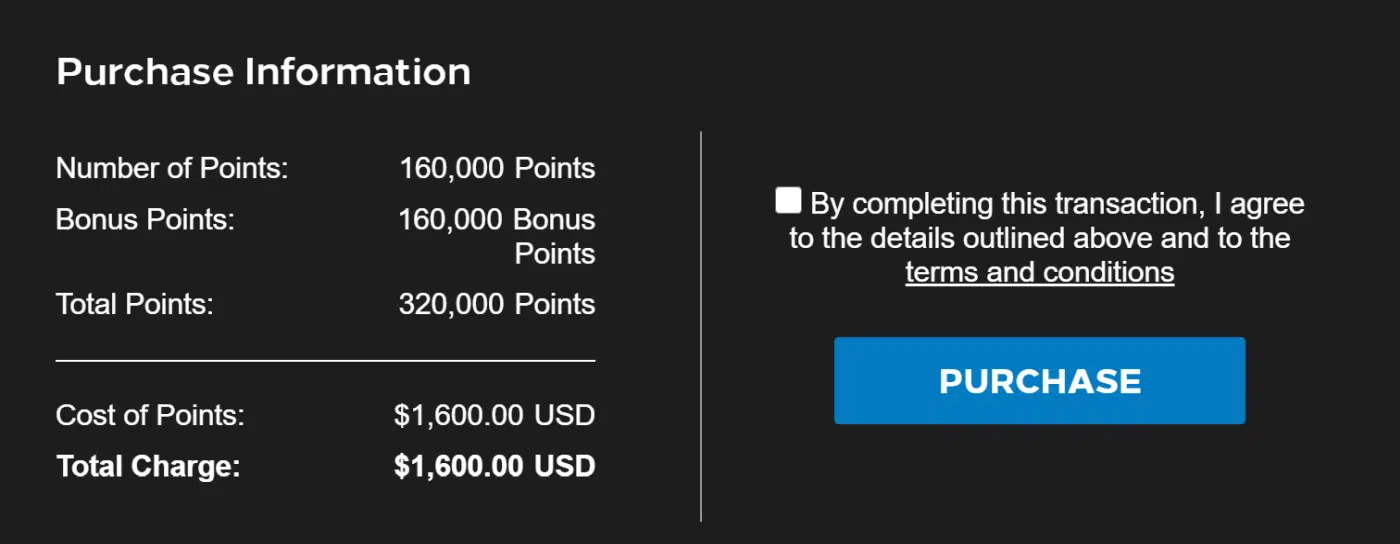 Purchase Information
Number of Points: 160,000 Points
Bonus Points: 160,000 Bonus
Points
Total Points: 320,000 Points
Cost of Points: $1,600.00 USD
Total Charge: $1,600.00 USD
By completing this transaction, I agree
to the details outlined above and to the
terms and conditions
PURCHASE